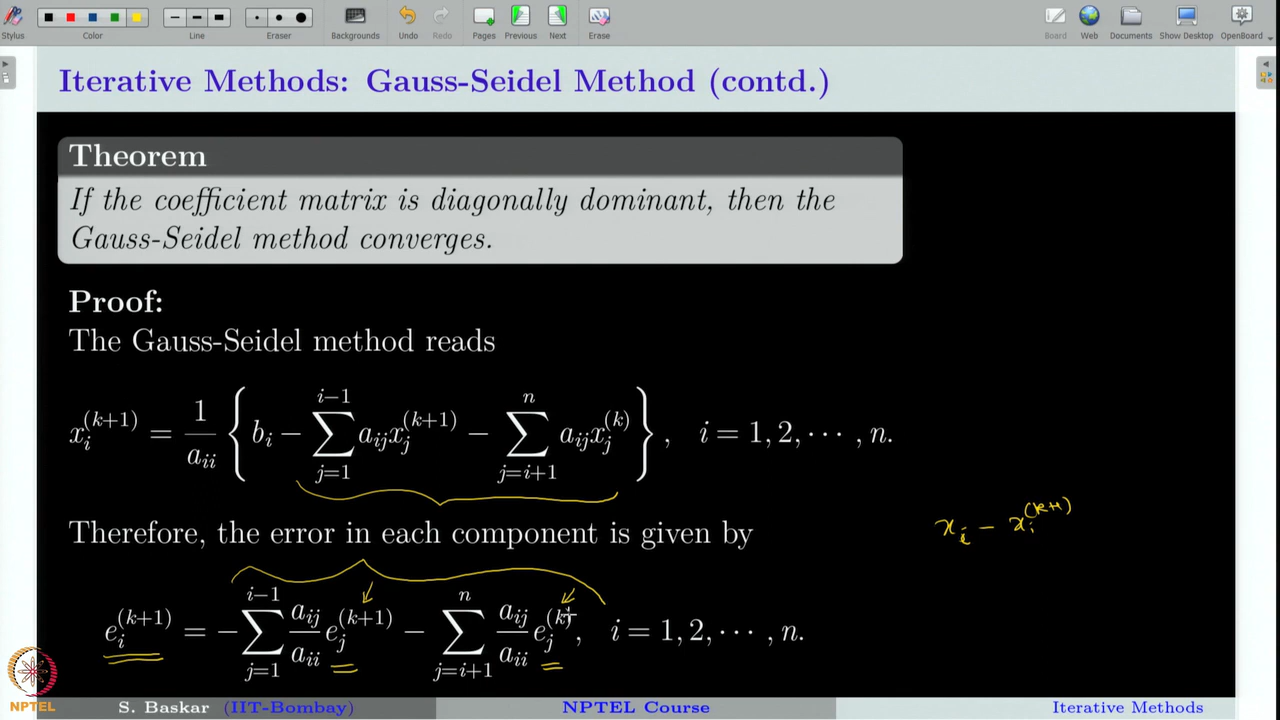 Stylus
Color
Line
Eraser
Backgrounds
Undo
Redo
Pages
Previous
Next
Erase
Board
Web
Documents
Show Desktop
OpenBoard
Iterative Methods: Gauss-Seidel Method (contd.)
Theorem
If the coefficient matrix is diagonally dominant, then the
Gauss-Seidel method converges.
Proof:
The Gauss-Seidel method reads
x_i^{(k+1)} = \frac{1}{a_{ii}} \left\{ b_i - \sum_{j=1}^{i-1} a_{ij} x_j^{(k+1)} - \sum_{j=i+1}^{n} a_{ij} x_j^{(k)} \right\}, i = 1, 2, ⋯ , n.
x_i - x_i^{(k+1)}
Therefore, the error in each component is given by
e_i^{(k+1)} = - \sum_{j=1}^{i-1} \frac{a_{ij}}{a_{ii}} e_j^{(k+1)} - \sum_{j=i+1}^{n} \frac{a_{ij}}{a_{ii}} e_j^{(k)}, i = 1, 2, ⋯ , n.
NPTEL
S. Baskar (IIT-Bombay)
NPTEL Course
Iterative Methods